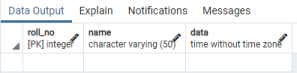 Data Output Explain Notifications Messages
roll_no name data
[PK] integer character varying (50) time without time zone